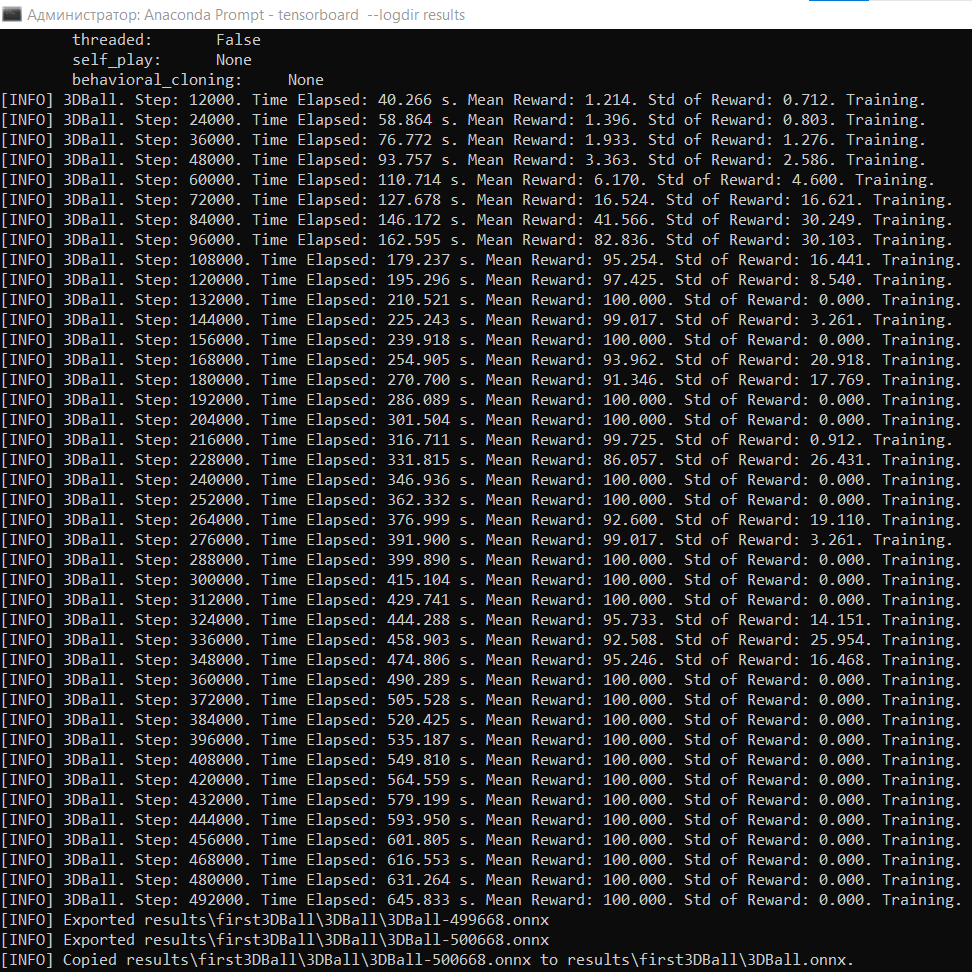 Администратор: Anaconda Prompt - tensorboard --logdir results
threaded: False
self_play: None
behavioral_cloning: None
[INFO] 3DBall. Step: 12000. Time Elapsed: 40.266 s. Mean Reward: 1.214. Std of Reward: 0.712. Training.
[INFO] 3DBall. Step: 24000. Time Elapsed: 58.864 s. Mean Reward: 1.396. Std of Reward: 0.803. Training.
[INFO] 3DBall. Step: 36000. Time Elapsed: 76.772 s. Mean Reward: 1.933. Std of Reward: 1.276. Training.
[INFO] 3DBall. Step: 48000. Time Elapsed: 93.757 s. Mean Reward: 3.363. Std of Reward: 2.586. Training.
[INFO] 3DBall. Step: 60000. Time Elapsed: 110.714 s. Mean Reward: 6.170. Std of Reward: 4.600. Training.
[INFO] 3DBall. Step: 72000. Time Elapsed: 127.678 s. Mean Reward: 16.524. Std of Reward: 16.621. Training.
[INFO] 3DBall. Step: 84000. Time Elapsed: 146.172 s. Mean Reward: 41.566. Std of Reward: 30.249. Training.
[INFO] 3DBall. Step: 96000. Time Elapsed: 162.595 s. Mean Reward: 82.836. Std of Reward: 30.103. Training.
[INFO] 3DBall. Step: 108000. Time Elapsed: 179.237 s. Mean Reward: 95.254. Std of Reward: 16.441. Training.
[INFO] 3DBall. Step: 120000. Time Elapsed: 195.296 s. Mean Reward: 97.425. Std of Reward: 8.540. Training.
[INFO] 3DBall. Step: 132000. Time Elapsed: 210.521 s. Mean Reward: 100.000. Std of Reward: 0.000. Training.
[INFO] 3DBall. Step: 144000. Time Elapsed: 225.243 s. Mean Reward: 99.017. Std of Reward: 3.261. Training.
[INFO] 3DBall. Step: 156000. Time Elapsed: 239.918 s. Mean Reward: 100.000. Std of Reward: 0.000. Training.
[INFO] 3DBall. Step: 168000. Time Elapsed: 254.905 s. Mean Reward: 93.962. Std of Reward: 20.918. Training.
[INFO] 3DBall. Step: 180000. Time Elapsed: 270.700 s. Mean Reward: 91.346. Std of Reward: 17.769. Training.
[INFO] 3DBall. Step: 192000. Time Elapsed: 286.089 s. Mean Reward: 100.000. Std of Reward: 0.000. Training.
[INFO] 3DBall. Step: 204000. Time Elapsed: 301.504 s. Mean Reward: 100.000. Std of Reward: 0.000. Training.
[INFO] 3DBall. Step: 216000. Time Elapsed: 316.711 s. Mean Reward: 99.725. Std of Reward: 0.912. Training.
[INFO] 3DBall. Step: 228000. Time Elapsed: 331.815 s. Mean Reward: 86.057. Std of Reward: 26.431. Training.
[INFO] 3DBall. Step: 240000. Time Elapsed: 346.936 s. Mean Reward: 100.000. Std of Reward: 0.000. Training.
[INFO] 3DBall. Step: 252000. Time Elapsed: 362.332 s. Mean Reward: 100.000. Std of Reward: 0.000. Training.
[INFO] 3DBall. Step: 264000. Time Elapsed: 376.999 s. Mean Reward: 92.600. Std of Reward: 19.110. Training.
[INFO] 3DBall. Step: 276000. Time Elapsed: 391.900 s. Mean Reward: 99.017. Std of Reward: 3.261. Training.
[INFO] 3DBall. Step: 288000. Time Elapsed: 399.890 s. Mean Reward: 100.000. Std of Reward: 0.000. Training.
[INFO] 3DBall. Step: 300000. Time Elapsed: 415.104 s. Mean Reward: 100.000. Std of Reward: 0.000. Training.
[INFO] 3DBall. Step: 312000. Time Elapsed: 429.741 s. Mean Reward: 100.000. Std of Reward: 0.000. Training.
[INFO] 3DBall. Step: 324000. Time Elapsed: 444.288 s. Mean Reward: 95.733. Std of Reward: 14.151. Training.
[INFO] 3DBall. Step: 336000. Time Elapsed: 458.903 s. Mean Reward: 92.508. Std of Reward: 25.954. Training.
[INFO] 3DBall. Step: 348000. Time Elapsed: 474.806 s. Mean Reward: 95.246. Std of Reward: 16.468. Training.
[INFO] 3DBall. Step: 360000. Time Elapsed: 490.289 s. Mean Reward: 100.000. Std of Reward: 0.000. Training.
[INFO] 3DBall. Step: 372000. Time Elapsed: 505.528 s. Mean Reward: 100.000. Std of Reward: 0.000. Training.
[INFO] 3DBall. Step: 384000. Time Elapsed: 520.425 s. Mean Reward: 100.000. Std of Reward: 0.000. Training.
[INFO] 3DBall. Step: 396000. Time Elapsed: 535.187 s. Mean Reward: 100.000. Std of Reward: 0.000. Training.
[INFO] 3DBall. Step: 408000. Time Elapsed: 549.810 s. Mean Reward: 100.000. Std of Reward: 0.000. Training.
[INFO] 3DBall. Step: 420000. Time Elapsed: 564.559 s. Mean Reward: 100.000. Std of Reward: 0.000. Training.
[INFO] 3DBall. Step: 432000. Time Elapsed: 579.199 s. Mean Reward: 100.000. Std of Reward: 0.000. Training.
[INFO] 3DBall. Step: 444000. Time Elapsed: 593.950 s. Mean Reward: 100.000. Std of Reward: 0.000. Training.
[INFO] 3DBall. Step: 456000. Time Elapsed: 601.805 s. Mean Reward: 100.000. Std of Reward: 0.000. Training.
[INFO] 3DBall. Step: 468000. Time Elapsed: 616.553 s. Mean Reward: 100.000. Std of Reward: 0.000. Training.
[INFO] 3DBall. Step: 480000. Time Elapsed: 631.264 s. Mean Reward: 100.000. Std of Reward: 0.000. Training.
[INFO] 3DBall. Step: 492000. Time Elapsed: 645.833 s. Mean Reward: 100.000. Std of Reward: 0.000. Training.
[INFO] Exported results\first3DBall\3DBall\3DBall-499668.onnx
[INFO] Exported results\first3DBall\3DBall\3DBall-500668.onnx
[INFO] Copied results\first3DBall\3DBall\3DBall-500668.onnx to results\first3DBall\3DBall.onnx.